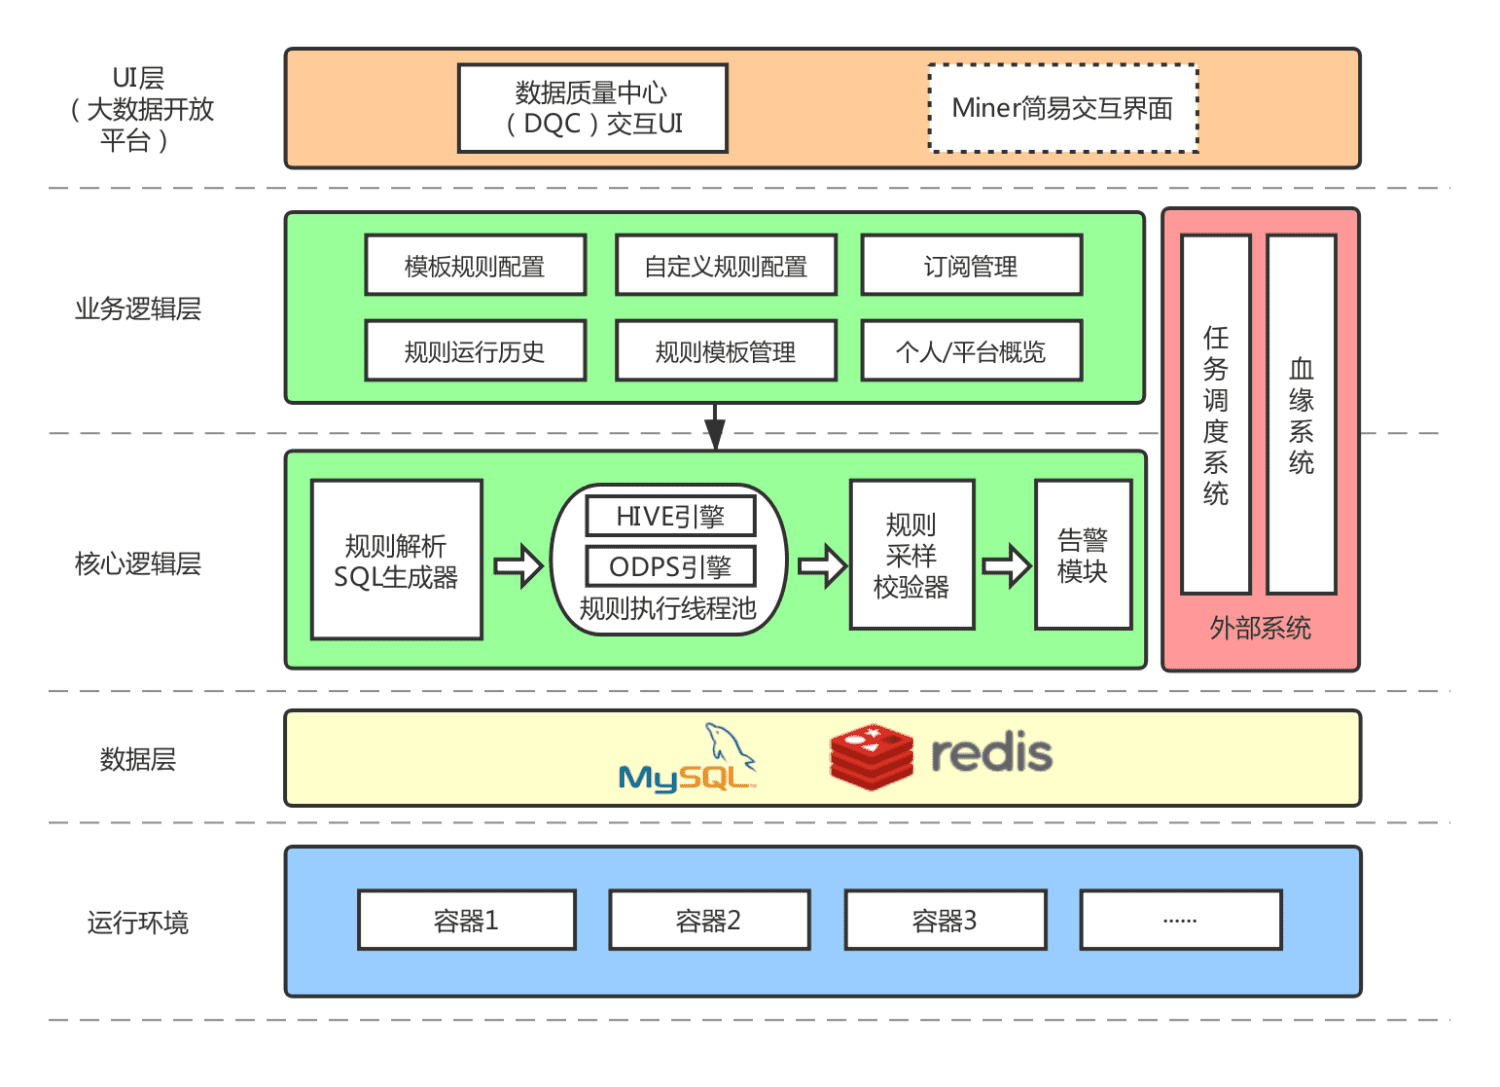 UI层
（大数据开放
平台）
数据质量中心
（DQC）交互UI
Miner简易交互界面
业务逻辑层
模板规则配置
自定义规则配置
订阅管理
规则运行历史
规则模板管理
个人/平台概览
任
务
调
度
系
统
血
缘
系
统
外部系统
核心逻辑层
规则解析
SQL生成器
HIVE引擎
ODPS引擎
规则执行线程池
规则
采样
校验器
告警
模块
数据层
MySQL
redis
运行环境
容器1
容器2
容器3
······